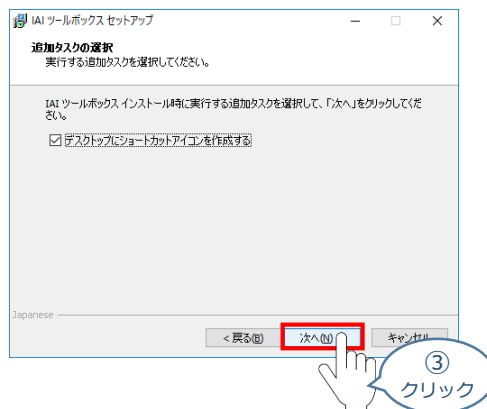 IAI ツールボックス セットアップ
追加タスクの選択
実行する追加タスクを選択してください。
IAI ツールボックス インストール時に実行する追加タスクを選択して、「次へ」をクリックしてくだ
さい。
デスクトップにショートカットアイコンを作成する
Japanese
< 戻る(B) 次へ(N) キャンセル
③
クリック